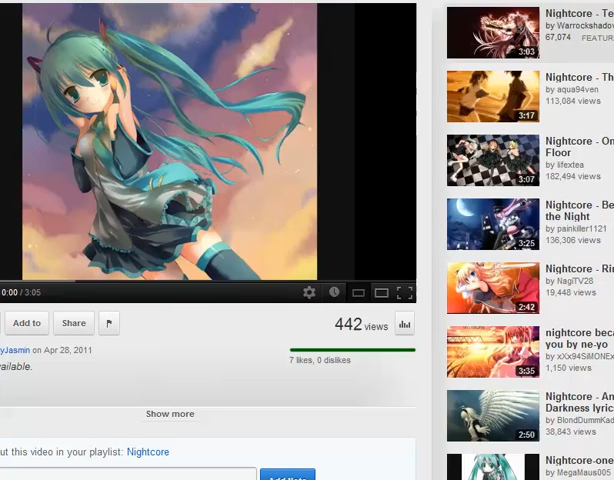 0:00 / 3:05
Add to
Share
442 views
yJasmin on Apr 28, 2011
7 likes, 0 dislikes
vailable.
Show more
ut this video in your playlist: Nightcore
Nightcore - Te
by Warrockshadov
67,074 FEATUR
3:03
Nightcore - Th
by aqua94ven
113,084 views
3:17
Nightcore - On
Floor
by lifextea
182,494 views
3:07
Nightcore - Be
the Night
by painkiller1121
136,306 views
3:25
Nightcore - Rin
by NagiTV28
19,448 views
2:42
nightcore beca
you by ne-yo
by xXx94SiMONEx
1,150 views
3:35
Nightcore - An
Darkness lyric
by BlondDummKad
38,843 views
2:50
Nightcore-one
by MegaMaus005